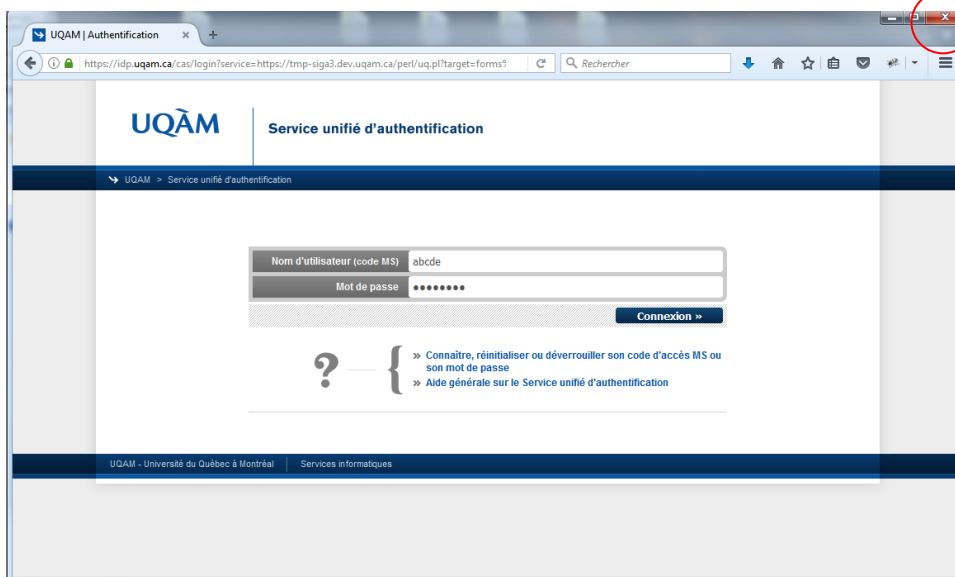 UQAM | Authentification
https://idp.uqam.ca/cas/login?service=https://tmp-siga3.dev.uqam.ca/perl/uq.pl?target=forms?
Rechercher
UQÀM
Service unifié d'authentification
UQAM > Service unifié d'authentification
Nom d'utilisateur (code MS) abcde
Mot de passe ••••••••
Connexion »
?
{
» Connaître, réinitialiser ou déverrouiller son code d'accès MS ou
son mot de passe
» Aide générale sur le Service unifié d'authentification
UQAM - Université du Québec à Montréal
Services informatiques